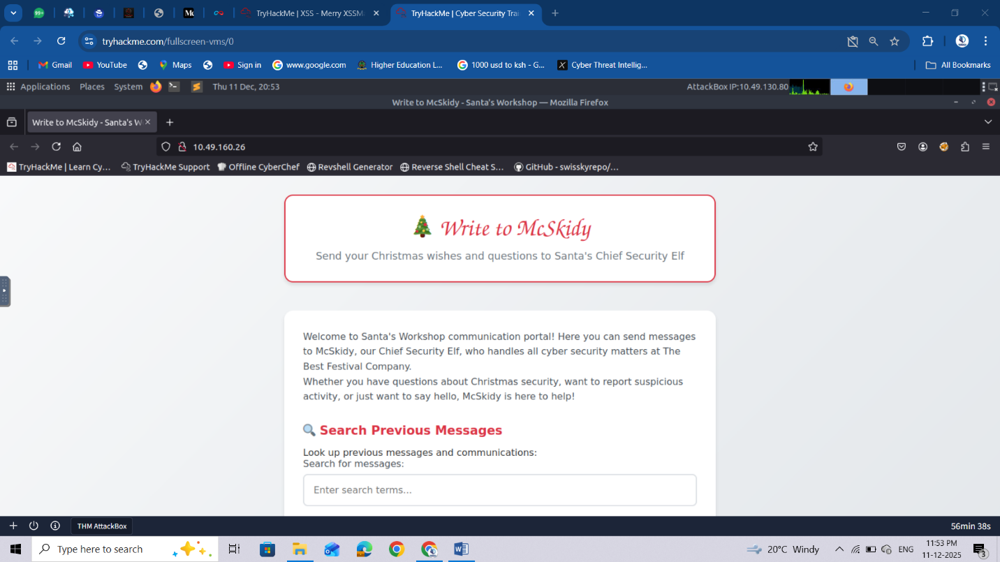 99+
M
TryHackMe | XSS - Merry XSSM
TryHackMe | Cyber Security Trai
tryhackme.com/fullscreen-vms/0
Gmail
YouTube
Maps
Sign in
www.google.com
Higher Education L...
1000 usd to ksh - G...
X
Cyber Threat Intellig...
All Bookmarks
Applications Places System
Thu 11 Dec, 20:53
AttackBox IP:10.49.130.80
Write to McSkidy - Santa's Workshop — Mozilla Firefox
Write to McSkidy - Santa's W
10.49.160.26
TryHackMe | Learn Cy...
TryHackMe Support
Offline CyberChef
Revshell Generator
Reverse Shell Cheat S...
GitHub - swisskyrepo/...
Write to McSkidy
Send your Christmas wishes and questions to Santa's Chief Security Elf
Welcome to Santa's Workshop communication portal! Here you can send messages
to McSkidy, our Chief Security Elf, who handles all cyber security matters at The
Best Festival Company.
Whether you have questions about Christmas security, want to report suspicious
activity, or just want to say hello, McSkidy is here to help!
Search Previous Messages
Look up previous messages and communications:
Search for messages:
Enter search terms...
THM AttackBox
56min 38s
Type here to search
20°C Windy
ENG
11:53 PM
11-12-2025
3